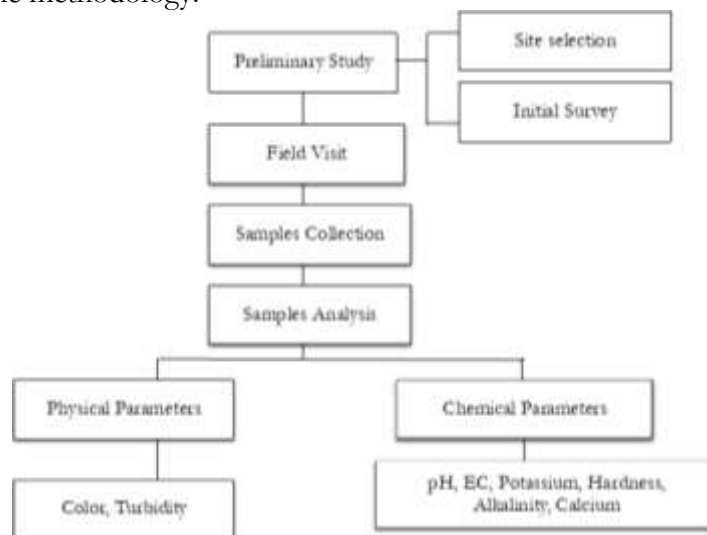 methodology.
Site selection
Preliminary Study
Initial Survey
Field Visit
Samples Collection
Samples Analysis
Physical Parameters
Chemical Parameters
Color, Turbidity
pH, EC, Potassium, Hardness,
Alkalinity, Calcium